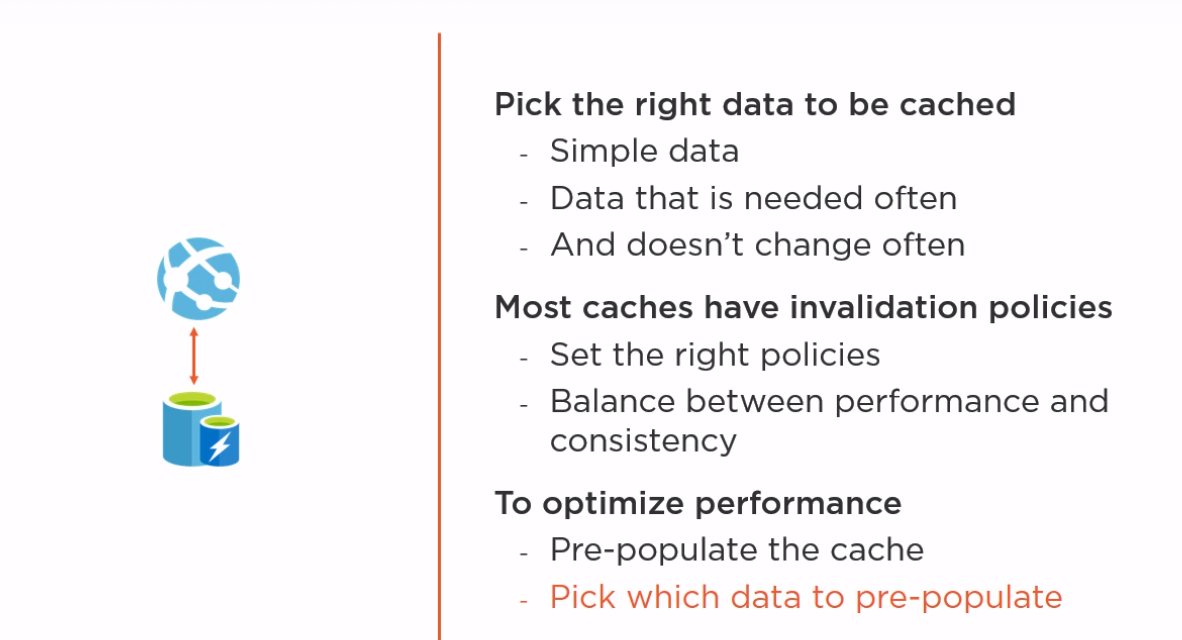 Pick the right data to be cached
- Simple data
- Data that is needed often
- And doesn’t change often
Most caches have invalidation policies
- Set the right policies
- Balance between performance and
consistency
To optimize performance
- Pre-populate the cache
- Pick which data to pre-populate